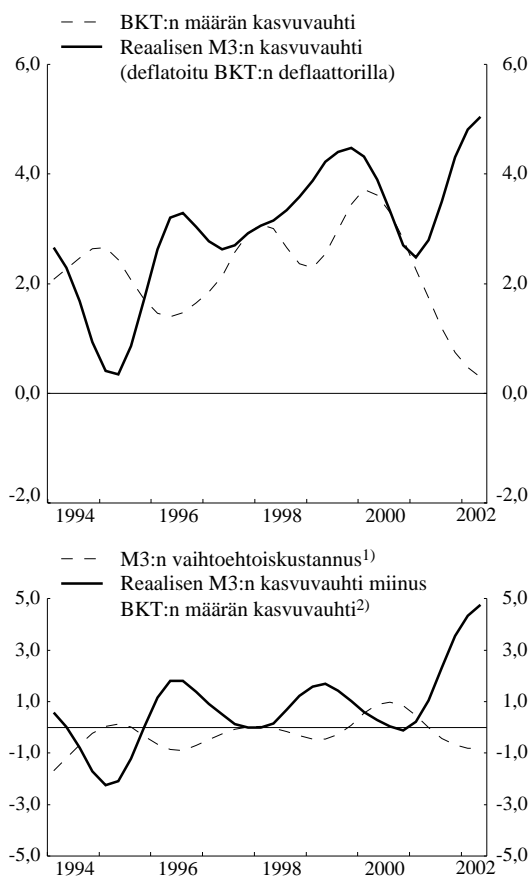 BKT:n määrän kasvuvauhti
Reaalisen M3:n kasvuvauhti
(deflatoitu BKT:n deflaattorilla)
6,0 6,0
4,0 4,0
2,0 2,0
0,0 0,0
-2,0 -2,0
1994 1996 1998 2000 2002
M3:n vaihtoehtoiskustannus1)
Reaalisen M3:n kasvuvauhti miinus
BKT:n määrän kasvuvauhti2)
5,0 5,0
3,0 3,0
1,0 1,0
-1,0 -1,0
-3,0 -3,0
-5,0 -5,0
1994 1996 1998 2000 2002